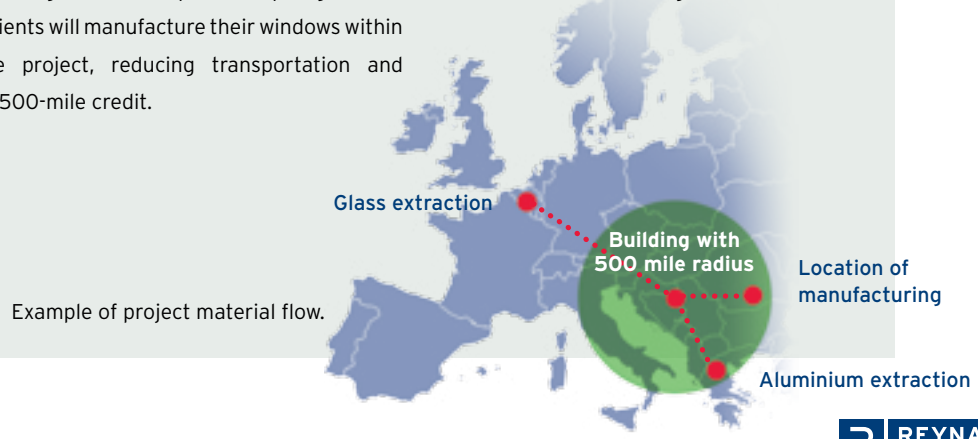 ients will manufacture their windows within
project, reducing transportation and
500-mile credit.
Glass extraction
Building with
500 mile radius
Location of
manufacturing
Example of project material flow.
Aluminium extraction
REYNA